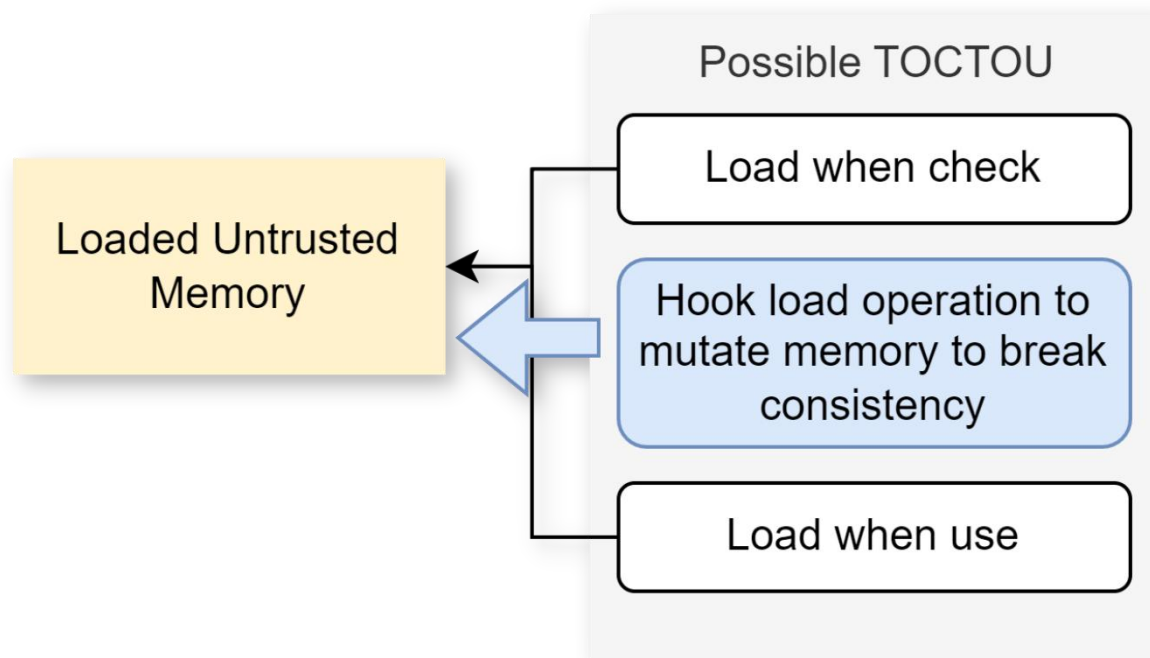 Possible TOCTOU
Load when check
Loaded Untrusted
Memory
Hook load operation to
mutate memory to break
consistency
Load when use